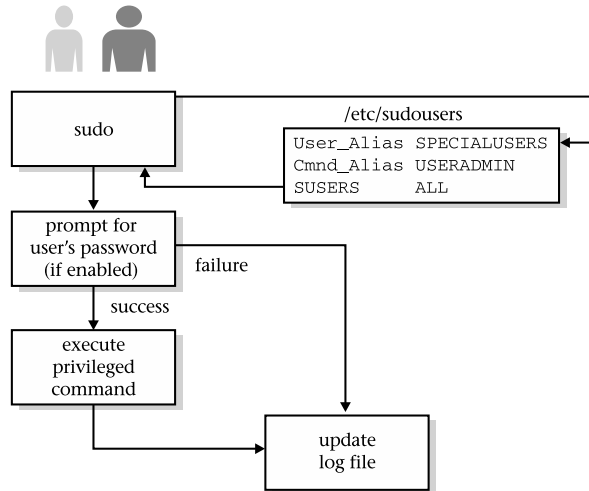 sudo
/etc/sudousers
User_Alias SPECIALUSERS
Cmnd_Alias USERADMIN
SUSERS ALL
prompt for
user's password
(if enabled)
failure
success
execute
privileged
command
update
log file